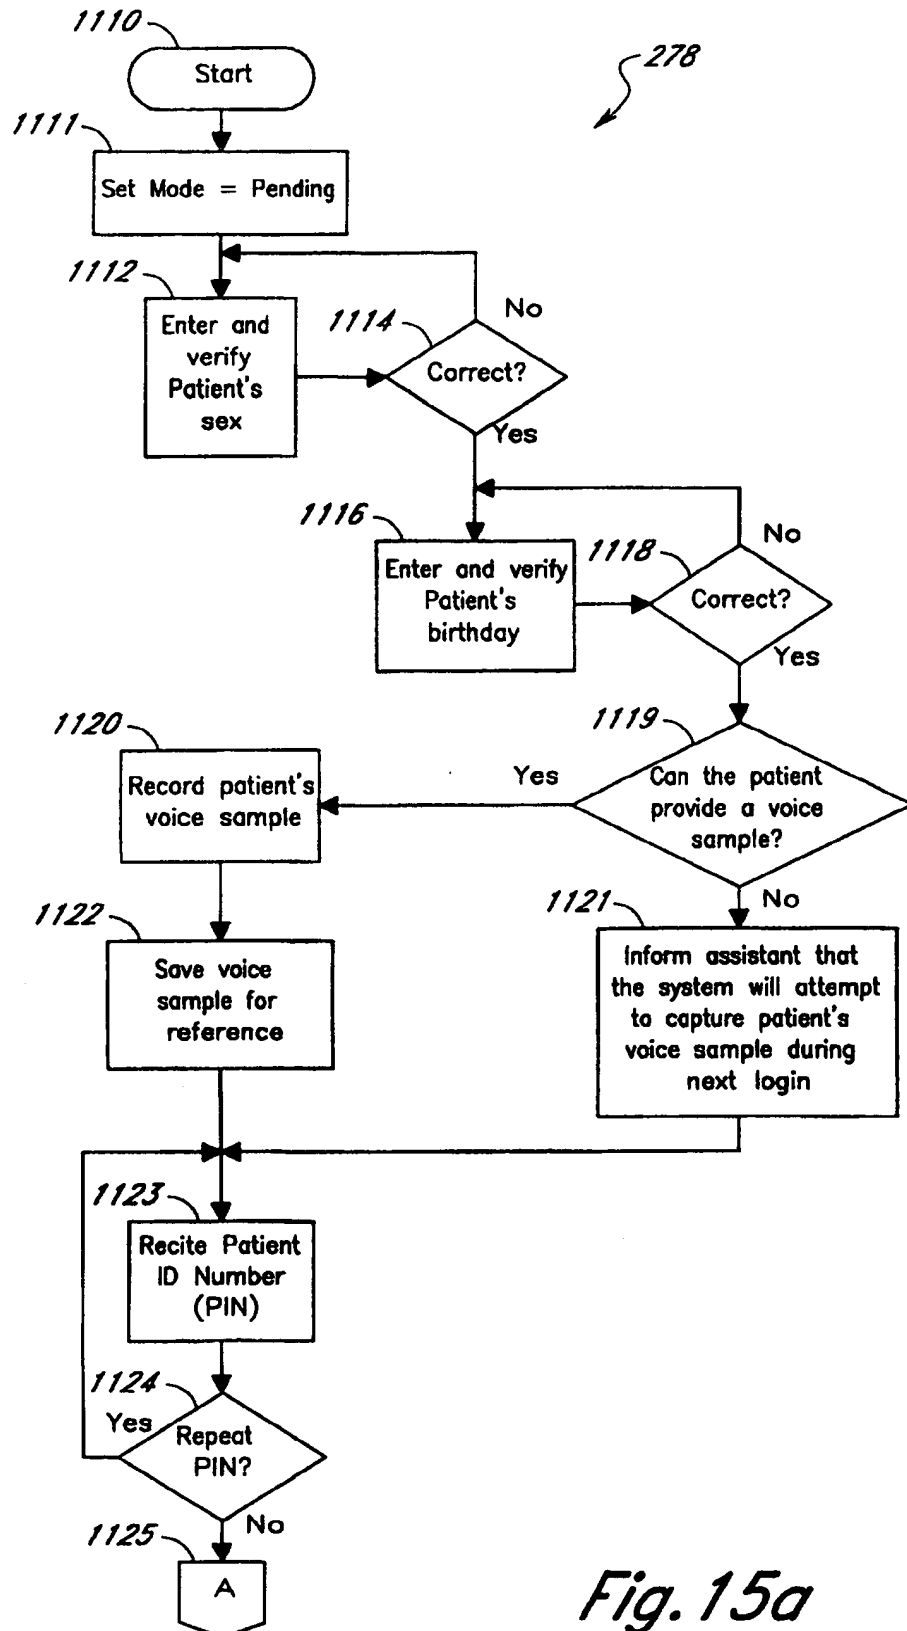 1110
Start
278
1111
Set Mode = Pending
1112
Enter and
verify
Patient's
sex
1114
Correct?
No
Yes
1116
Enter and verify
Patient's
birthday
1118
Correct?
No
Yes
1119
Can the patient
provide a voice
sample?
Yes
No
1120
Record patient's
voice sample
1121
Inform assistant that
the system will attempt
to capture patient's
voice sample during
next login
1122
Save voice
sample for
reference
1123
Recite Patient
ID Number
(PIN)
1124
Repeat
PIN?
Yes
No
1125
A
Fig. 15a